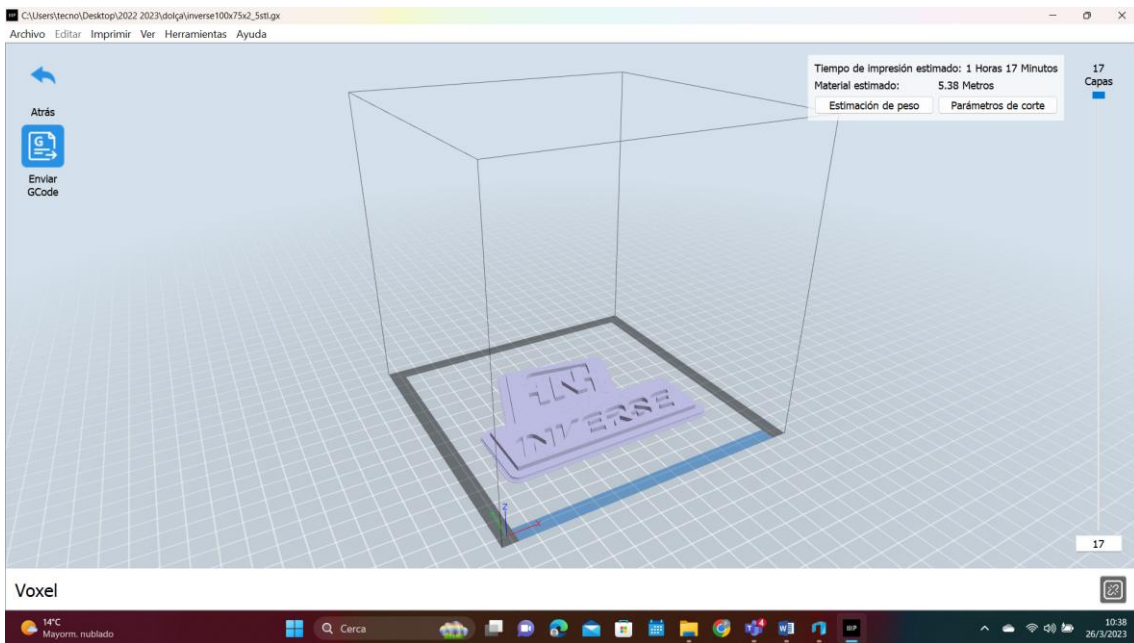 C:\Users\tecno\Desktop\2022 2023\dolça\inverse100x75x2_5stl.gx
Archivo Editar Imprimir Ver Herramientas Ayuda
Tiempo de impresión estimado: 1 Horas 17 Minutos
Material estimado: 5.38 Metros
Estimación de peso Parámetros de corte
17
Capas
Atrás
Enviar
GCode
INVERSE
Z
X
17
Voxel
14°C
Mayorm. nublado
Cerca
10:38
26/3/2023